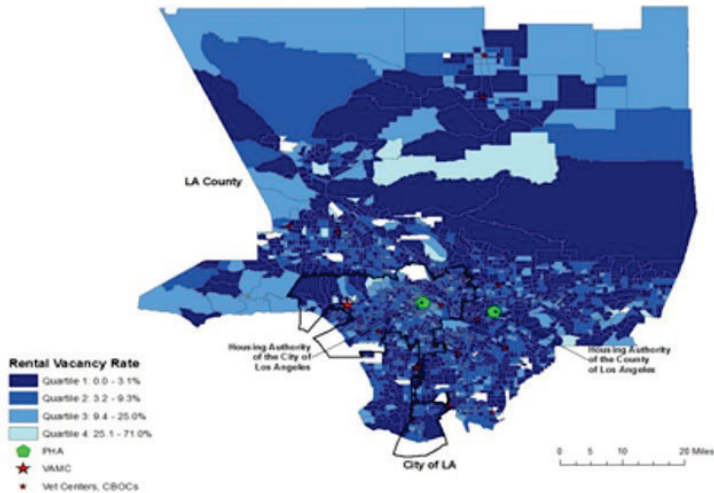 LA County
Housing Authority
of the City of
Los Angeles
Housing Authority
of the County
of Los Angeles
City of LA
Rental Vacancy Rate
Quartile 1: 0.0 - 3.1%
Quartile 2: 3.2 - 9.3%
Quartile 3: 9.4 - 25.0%
Quartile 4: 25.1 - 71.0%
PHA
VAMC
Vet Centers, CBOCs
0 5 10 20 Miles